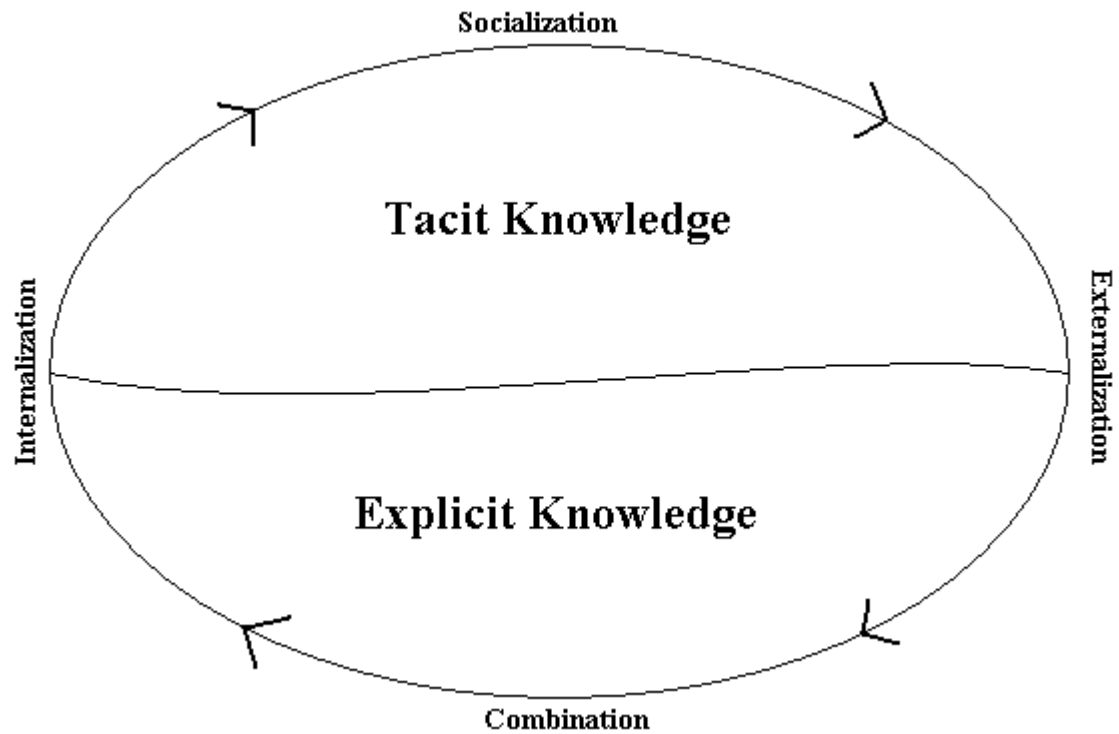 Socialization
Tacit Knowledge
Internalization
Externalization
Explicit Knowledge
Combination